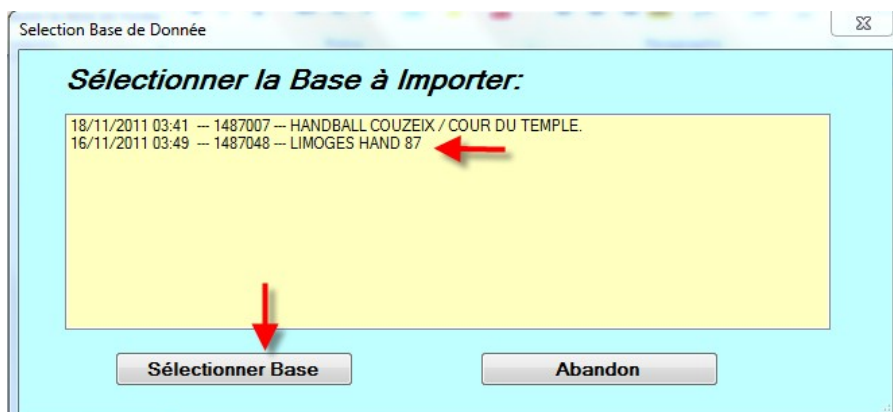 Selection Base de Donnée
Sélectionner la Base à Importer:
18/11/2011 03:41 --- 1487007 --- HANDBALL COUZEIX / COUR DU TEMPLE.
16/11/2011 03:49 --- 1487048 --- LIMOGES HAND 87
Sélectionner Base
Abandon